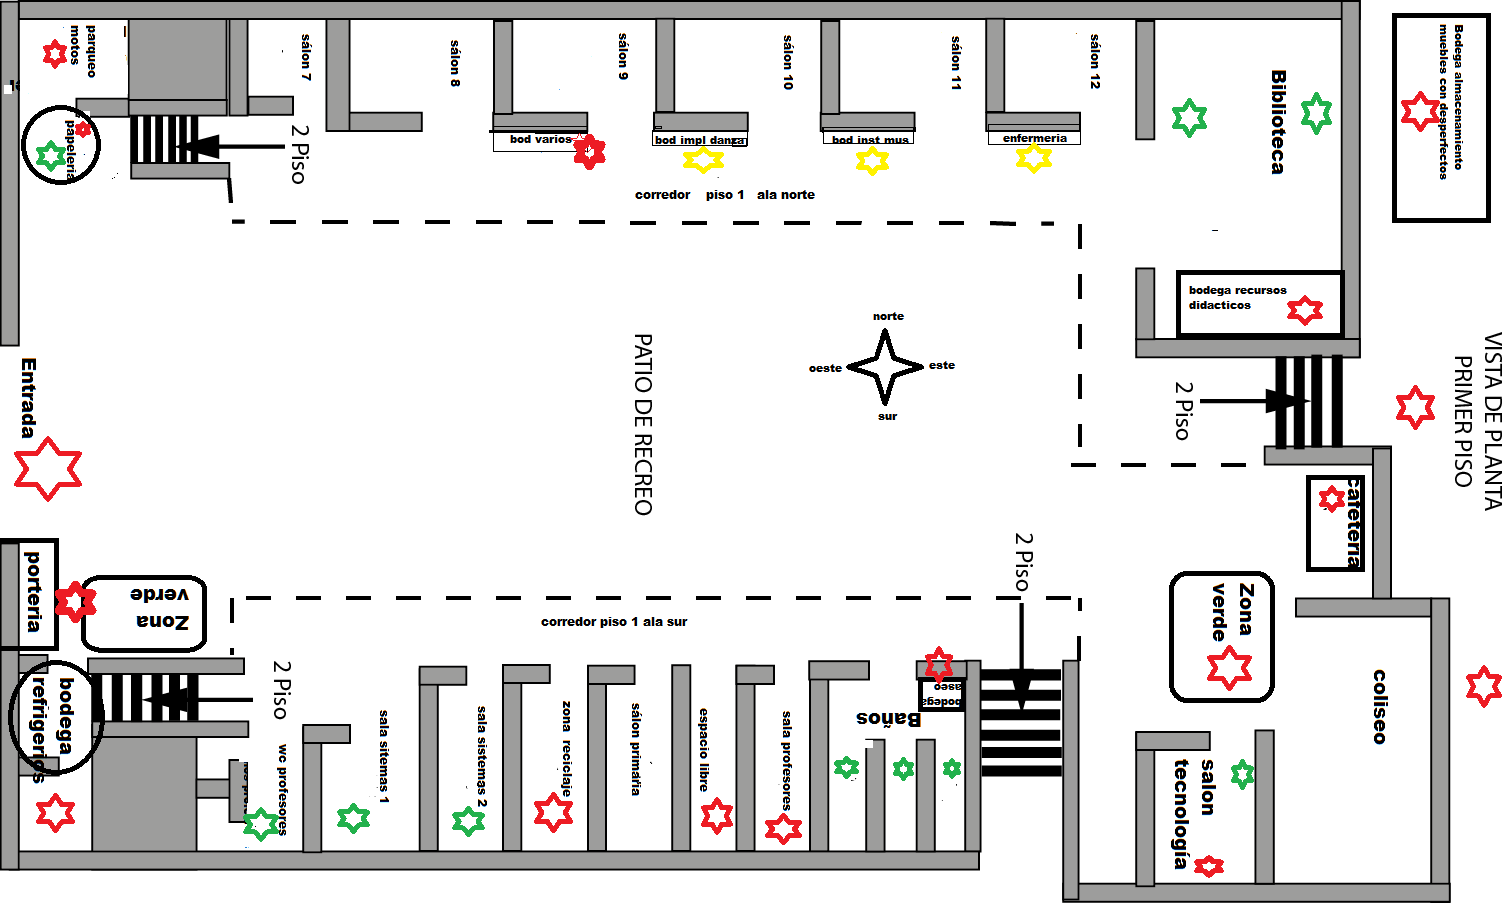 parqueo
motos
papeleria
2 Piso
sálon 7
sálon 8
sálon 9
sálon 10
sálon 11
sálon 12
Biblioteca
Bodega almacenamiento
muebles con desperfectos
bod varios
bod impl danza
bod inst mus
enfermeria
corredor piso 1 ala norte
bodega recursos
didacticos
norte
oeste
este
sur
PATIO DE RECREO
Entrada
2 Piso
VISTA DE PLANTA
PRIMER PISO
cafeteria
porteria
Zona
verde
2 Piso
Zona
verde
corredor piso 1 ala sur
bodega
refrigerios
2 Piso
wc profesores
sala sitemas 1
sala sistemas 2
zona reciclaje
sálon primaria
espacio libre
sala profesores
Baños
bodega
aseo
coliseo
salon
tecnología